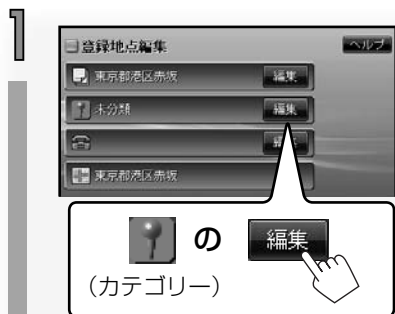 1
登録地点編集 ヘルプ
東京都港区赤坂 編集
未分類 編集
編集
東京都港区赤坂
の 編集
（カテゴリー）